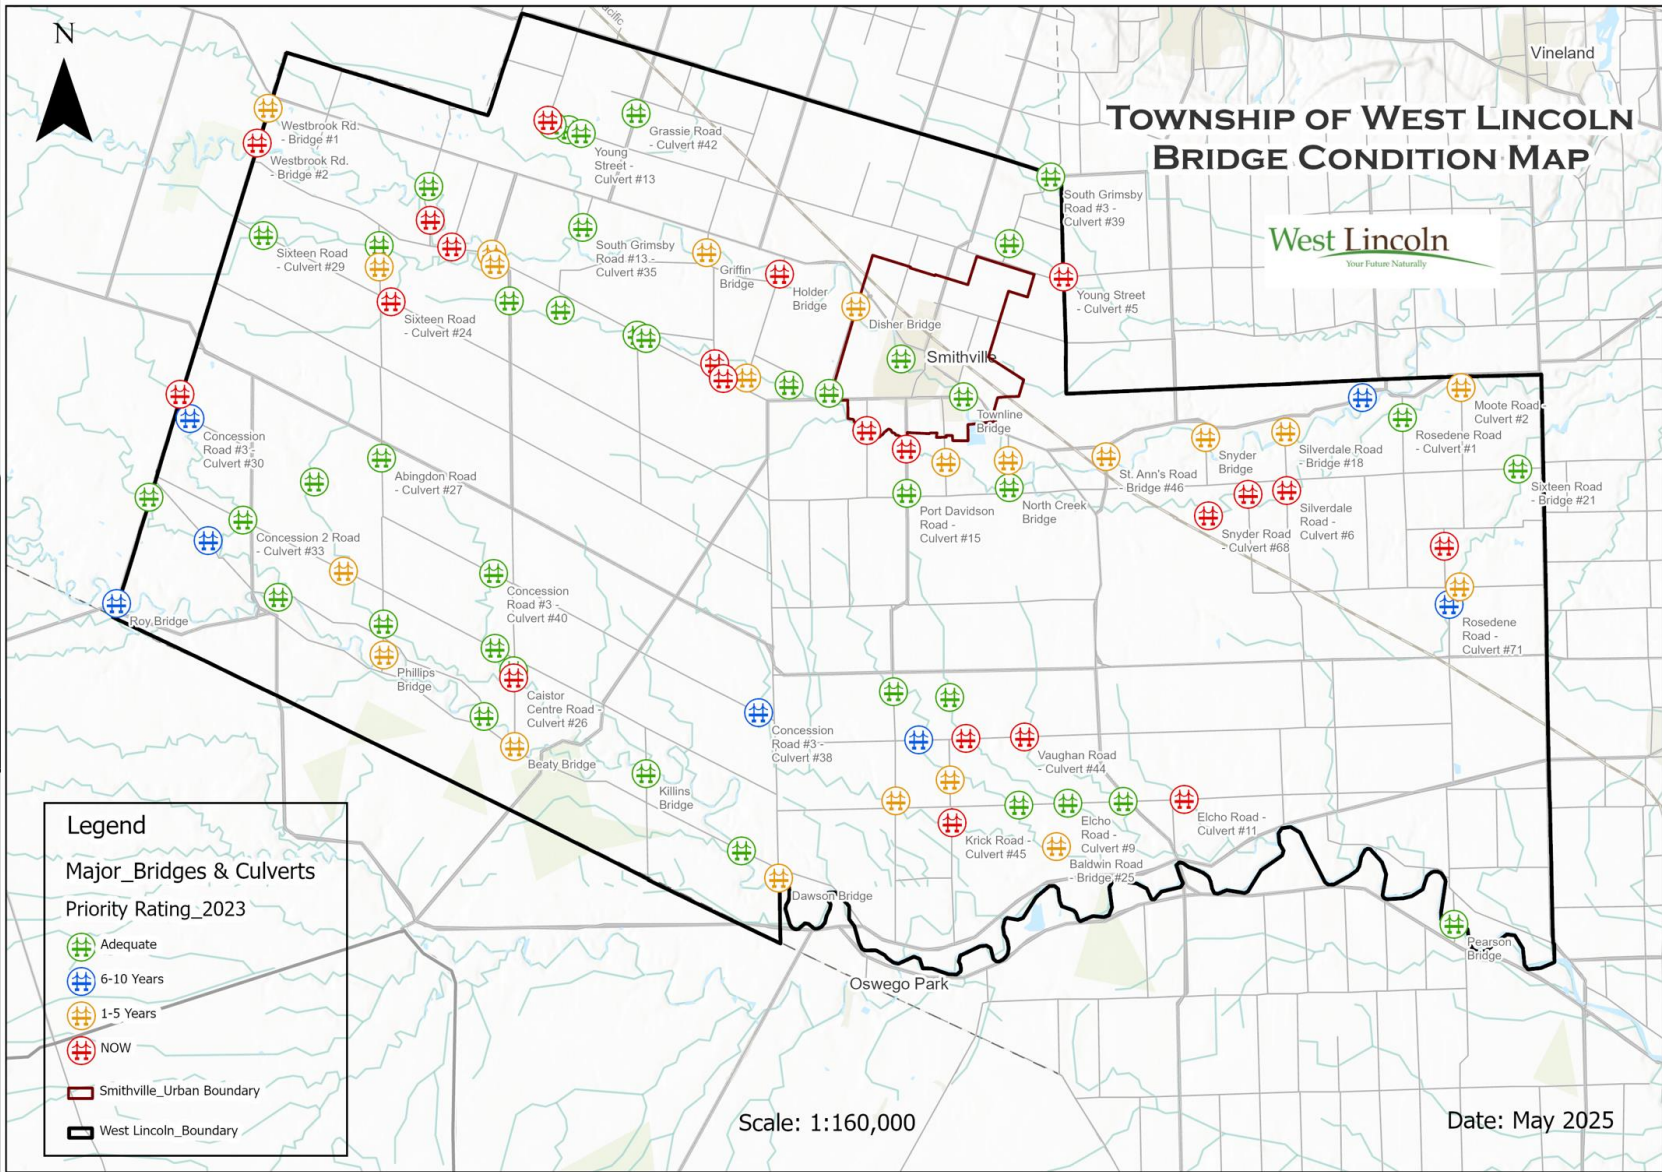 N
acific
Vineland
TOWNSHIP OF WEST LINCOLN
BRIDGE CONDITION MAP
West Lincoln
Your Future Naturally
Westbrook Rd.
- Bridge #1
Westbrook Rd.
- Bridge #2
Grassie Road
- Culvert #42
Young
Street -
Culvert #13
South Grimsby
Road #3 -
Culvert #39
Sixteen Road
- Culvert #29
South Grimsby
Road #13 -
Culvert #35
Griffin
Bridge
Holder
Bridge
Young Street
- Culvert #5
Sixteen Road
- Culvert #24
Disher Bridge
Smithville
Townline
Bridge
Moote Road -
Culvert #2
Rosedene Road
- Culvert #1
Concession
Road #3 -
Culvert #30
Abingdon Road
- Culvert #27
Snyder
Bridge
Silverdale Road
- Bridge #18
St. Ann's Road
- Bridge #46
Sixteen Road
- Bridge #21
Port Davidson
Road -
Culvert #15
North Creek
Bridge
Silverdale
Road -
Culvert #6
Snyder Road
- Culvert #68
Concession 2 Road
- Culvert #33
Concession
Road #3 -
Culvert #40
Roy Bridge
Rosedene
Road -
Culvert #71
Phillips
Bridge
Caistor
Centre Road -
Culvert #26
Concession
Road #3 -
Culvert #38
Vaughan Road
- Culvert #44
Beaty Bridge
Killins
Bridge
Elcho
Road -
Culvert #9
Elcho Road -
Culvert #11
Krick Road -
Culvert #45
Baldwin Road
- Bridge #25
Dawson Bridge
Pearson
Bridge
Oswego Park
Legend
Major_Bridges & Culverts
Priority Rating_2023
Adequate
6-10 Years
1-5 Years
NOW
Smithville_Urban Boundary
West Lincoln_Boundary
Scale: 1:160,000
Date: May 2025